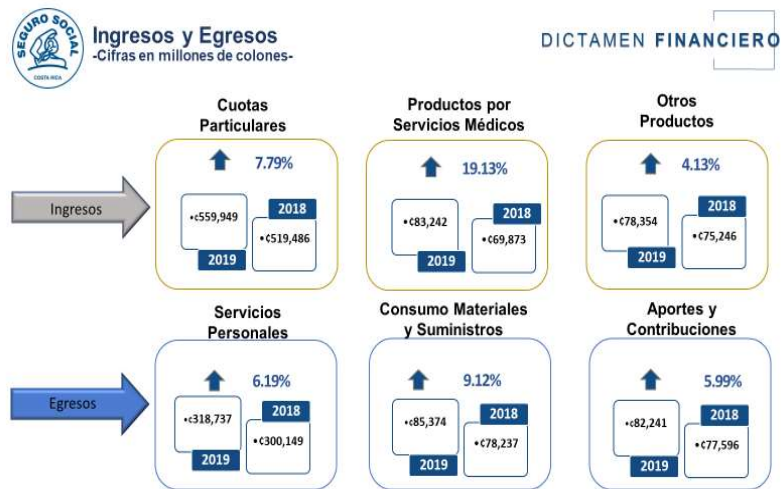 SEGURO SOCIAL
COSTA RICA
Ingresos y Egresos
-Cifras en millones de colones-
DICTAMEN FINANCIERO
Cuotas
Particulares
Productos por
Servicios Médicos
Otros
Productos
Ingresos
7.79%
•¢559,949
2018
•¢519,486
2019
19.13%
•¢83,242
2018
•¢69,873
2019
4.13%
•¢78,354
2018
•¢75,246
2019
Servicios
Personales
Consumo Materiales
y Suministros
Aportes y
Contribuciones
Egresos
6.19%
•¢318,737
2018
•¢300,149
2019
9.12%
•¢85,374
2018
•¢78,237
2019
5.99%
•¢82,241
2018
•¢77,596
2019